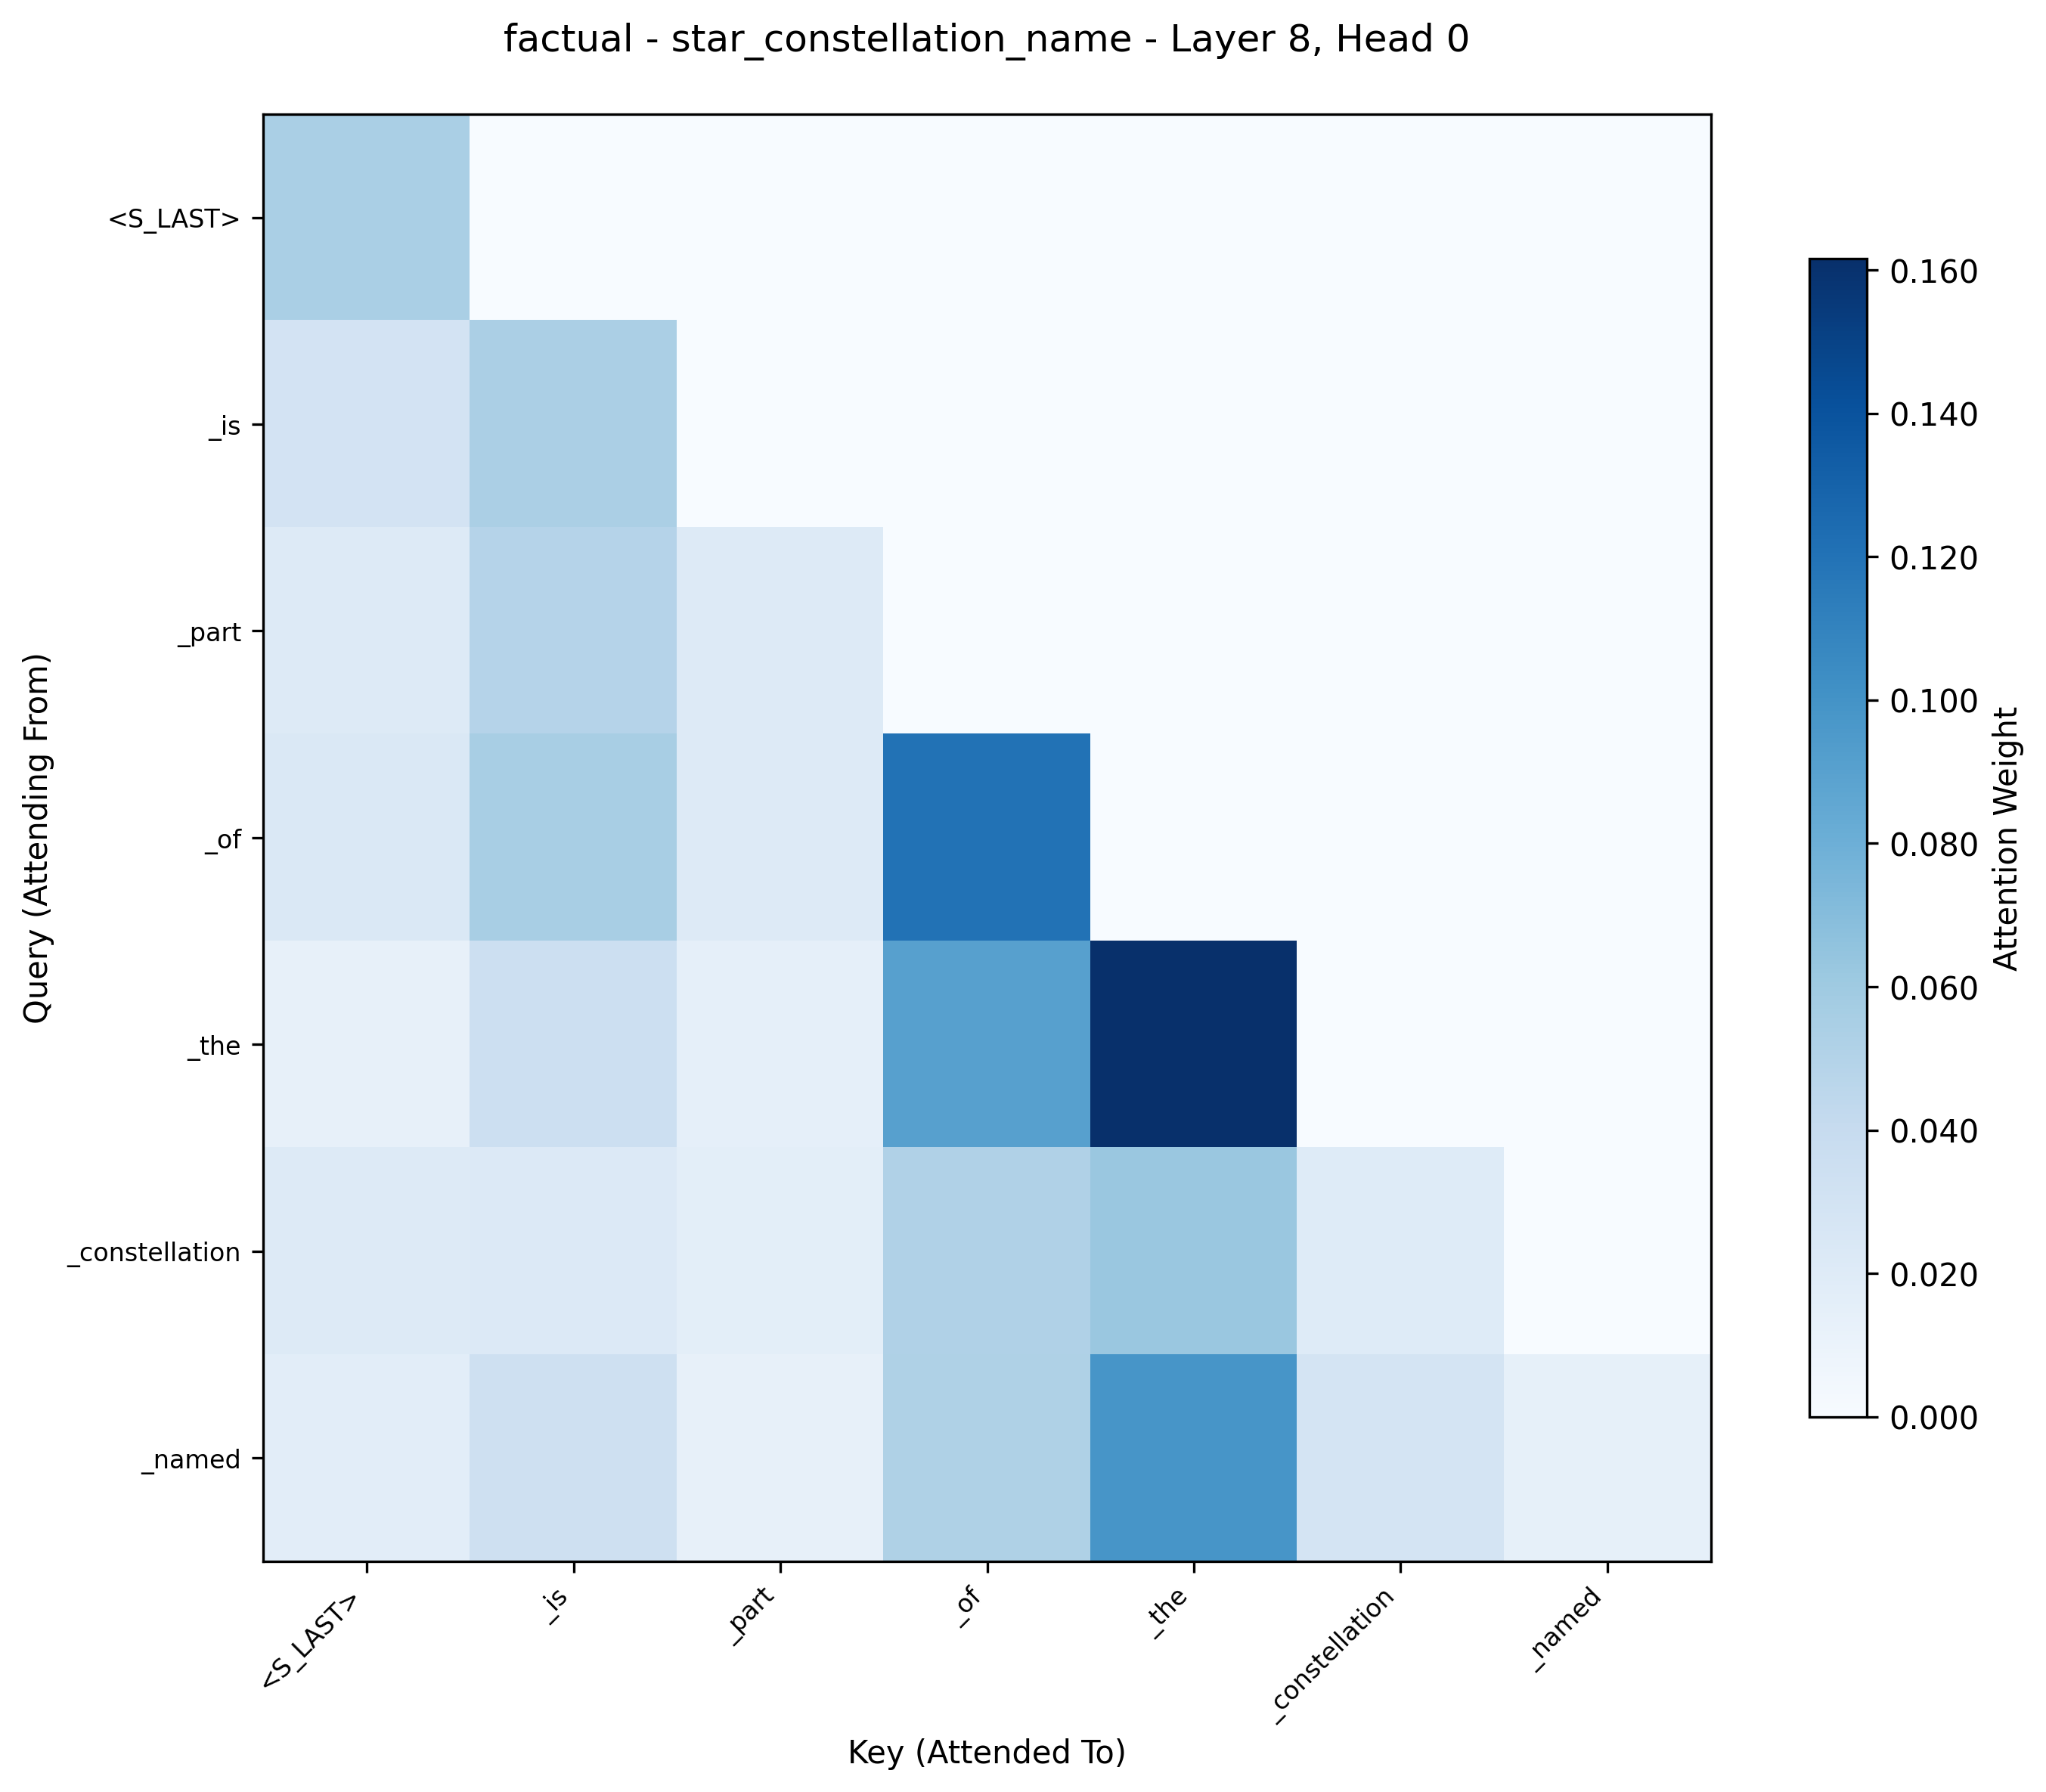 factual - star_constellation_name - Layer 8, Head 0
Query (Attending From)
<S_LAST>
_is
_part
_of
_the
_constellation
_named
<S_LAST>
_is
_part
_of
_the
_constellation
_named
Key (Attended To)
0.160
0.140
0.120
0.100
0.080
0.060
0.040
0.020
0.000
Attention Weight